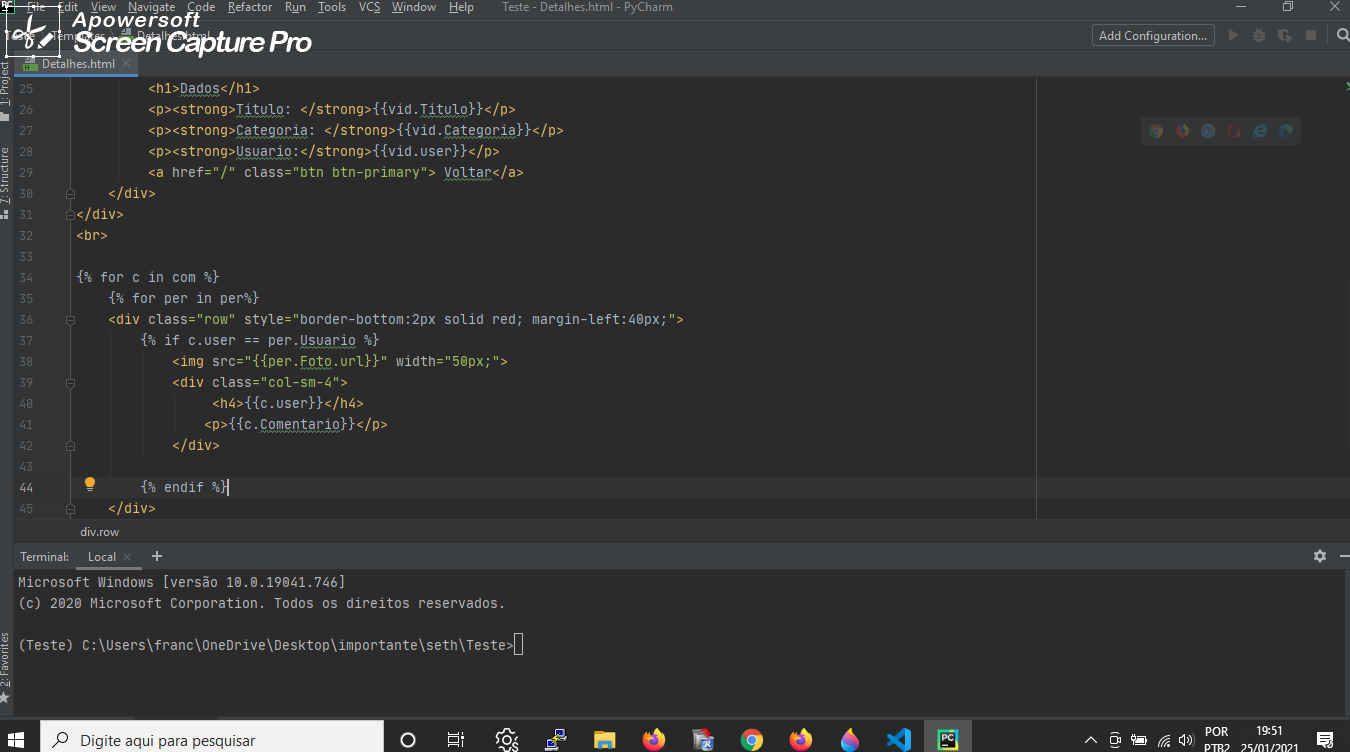 File Edit View Navigate Code Refactor Run Tools VCS Window Help Teste - Detalhes.html - PyCharm
Apowersoft
Screen Capture Pro
Teste Templates Detalhes.html Add Configuration...
Detalhes.html
1: Project
7: Structure
2: Favorites
25 <h1>Dados</h1>
26 <p><strong>Titulo: </strong>{{vid.Titulo}}</p>
27 <p><strong>Categoria: </strong>{{vid.Categoria}}</p>
28 <p><strong>Usuario:</strong>{{vid.user}}</p>
29 <a href="/" class="btn btn-primary"> Voltar</a>
30 </div>
31 </div>
32 <br>
33
34 {% for c in com %}
35 {% for per in per%}
36 <div class="row" style="border-bottom:2px solid red; margin-left:40px;">
37 {% if c.user == per.Usuario %}
38 <img src="{{per.Foto.url}}" width="50px;">
39 <div class="col-sm-4">
40 <h4>{{c.user}}</h4>
41 <p>{{c.Comentario}}</p>
42 </div>
43
44 {% endif %}
45 </div>
div.row
Terminal: Local × +
Microsoft Windows [versão 10.0.19041.746]
(c) 2020 Microsoft Corporation. Todos os direitos reservados.
(Teste) C:\Users\franc\OneDrive\Desktop\importante\seth\Teste>
Digite aqui para pesquisar
POR
PTB2
19:51
25/01/2021